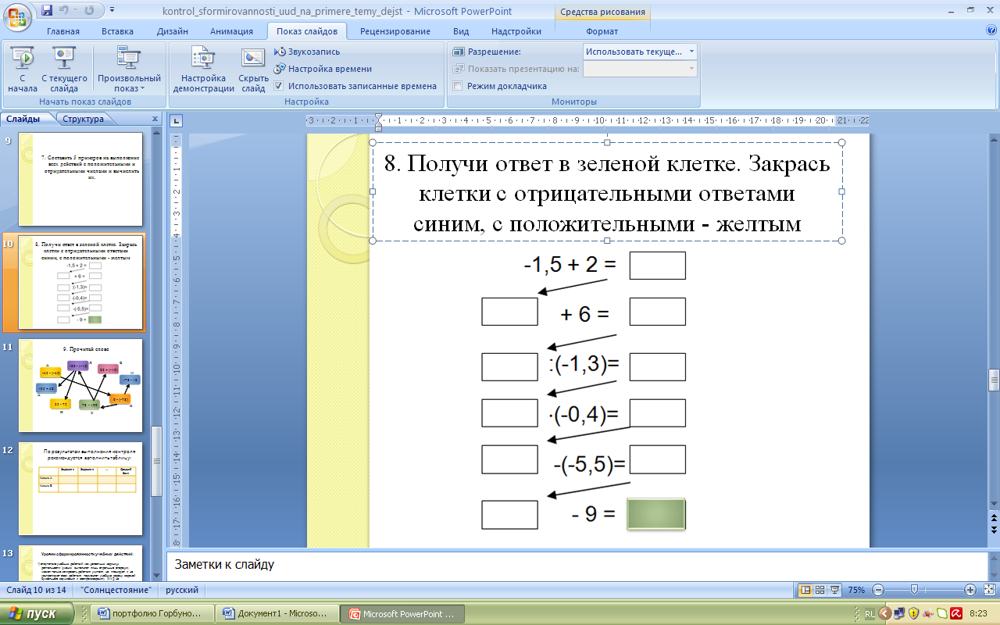 kontrol_sformirovannosti_uud_na_primere_temy_dejst - Microsoft PowerPoint
Средства рисования
Главная Вставка Дизайн Анимация Показ слайдов Рецензирование Вид Надстройки Формат
С начала
С текущего слайда
Произвольный показ
Начать показ слайдов
Настройка демонстрации
Скрыть слайд
Звукозапись
Настройка времени
Использовать записанные времена
Настройка
Разрешение: Использовать текуще...
Показать презентацию на:
Режим докладчика
Мониторы
Слайды Структура
9
7. Составить 5 примеров на выполнение
всех действий с положительными и
отрицательными числами и вычислить
их.
10
8. Получи ответ в зеленой клетке. Закрась
клетки с отрицательными ответами
синим, с положительными - желтым
-1,5 + 2 =
+ 6 =
:(-1,3)=
·(-0,4)=
-(-5,5)=
- 9 =
11
9. Прочитай слово
12
По результатам выполнения контроля
рекомендуется заполнить таблицу:
13
Уровни сформированности учебных действий:
8. Получи ответ в зеленой клетке. Закрась
клетки с отрицательными ответами
синим, с положительными - желтым
-1,5 + 2 =
+ 6 =
:(-1,3)=
·(-0,4)=
-(-5,5)=
- 9 =
Заметки к слайду
Слайд 10 из 14 "Солнцестояние" русский 75%
пуск портфолио Горбуно... Документ1 - Microso... Microsoft PowerPoint ... RL 8:23